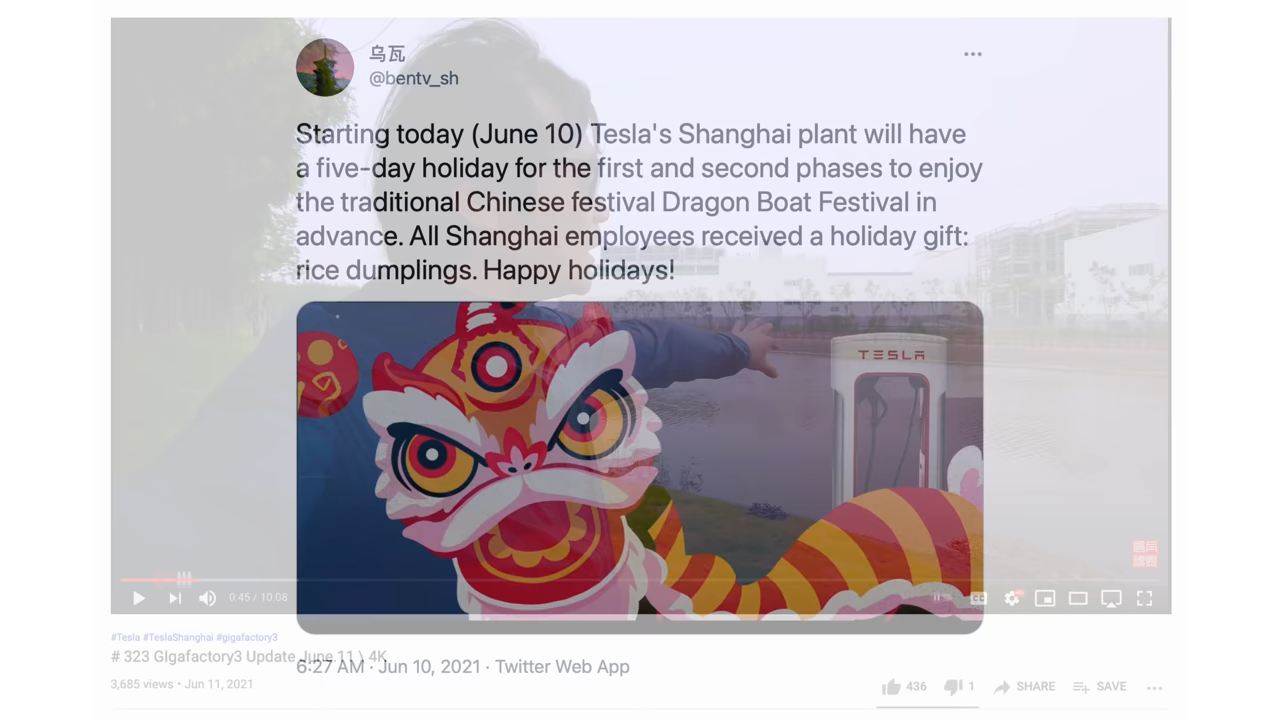 乌瓦
@bentv_sh
Starting today (June 10) Tesla's Shanghai plant will have
a five-day holiday for the first and second phases to enjoy
the traditional Chinese festival Dragon Boat Festival in
advance. All Shanghai employees received a holiday gift:
rice dumplings. Happy holidays!
TESLA
0:45 / 10:08
#Tesla #TeslaShanghai #gigafactory3
# 323 GIgafactory3 Update June 11 \ 4K
6:27 AM · Jun 10, 2021 · Twitter Web App
3,685 views • Jun 11, 2021
436
1
SHARE
SAVE